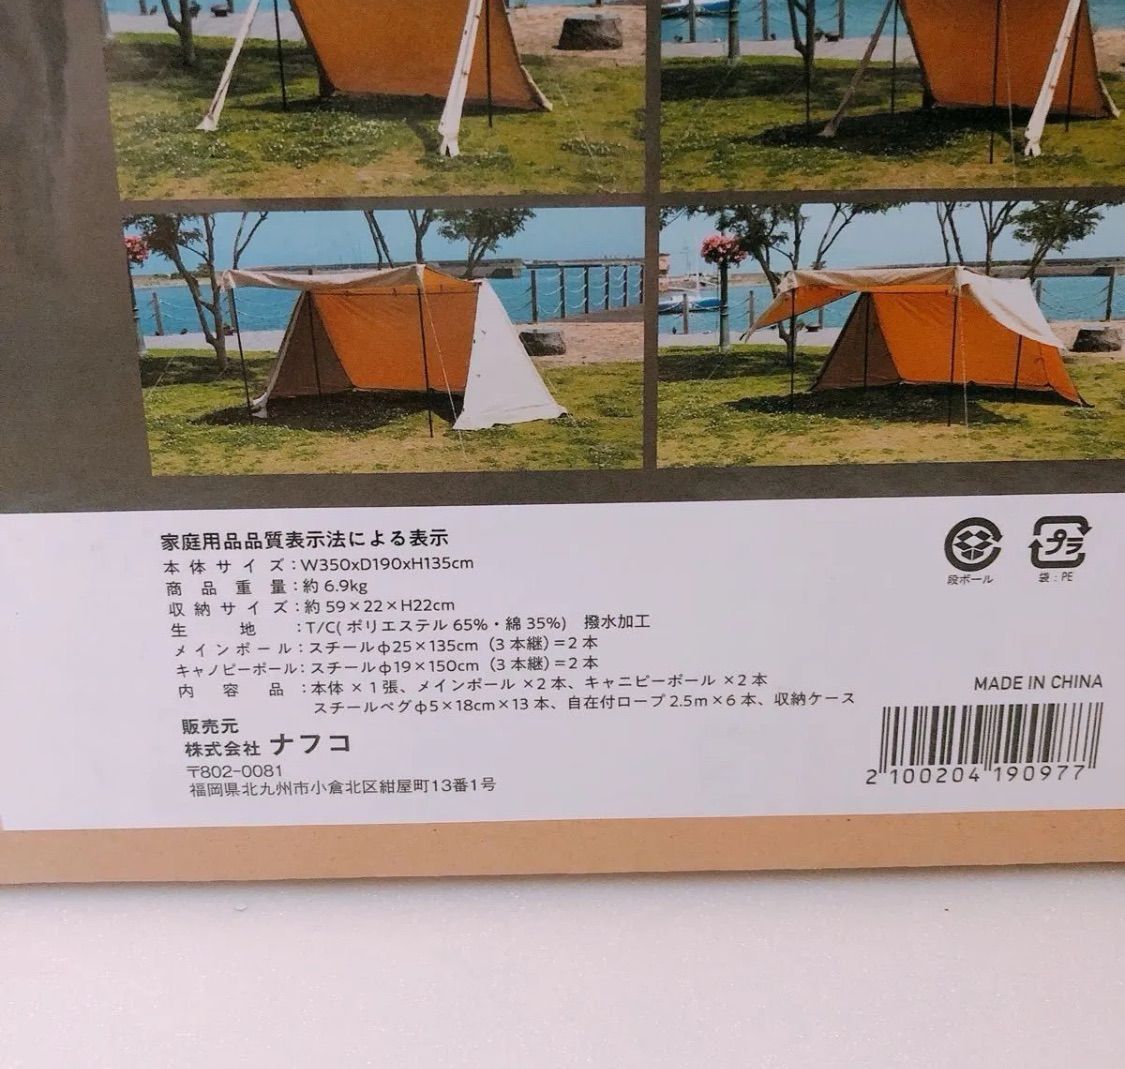 家庭用品品質表示法による表示
本体サイズ：W350xD190xH135cm
商品重量：約 6.9kg
収納サイズ：約 59×22×H22cm
生地：T/C( ポリエステル 65%・綿 35%)　撥水加工
メインポール：スチールφ25×135cm（3 本継）＝2 本
キャノピーポール：スチールφ19×150cm（3 本継）＝2 本
内容品：本体 × 1 張、メインポール ×2 本、キャニピーポール ×2 本
スチールペグφ5×18cm×13 本、自在付ロープ 2.5m×6 本、収納ケース
販売元
株式会社 ナフコ
〒802-0081
福岡県北九州市小倉北区紺屋町13番1号
段ボール
プラ
袋：PE
MADE IN CHINA
2 100204 190977